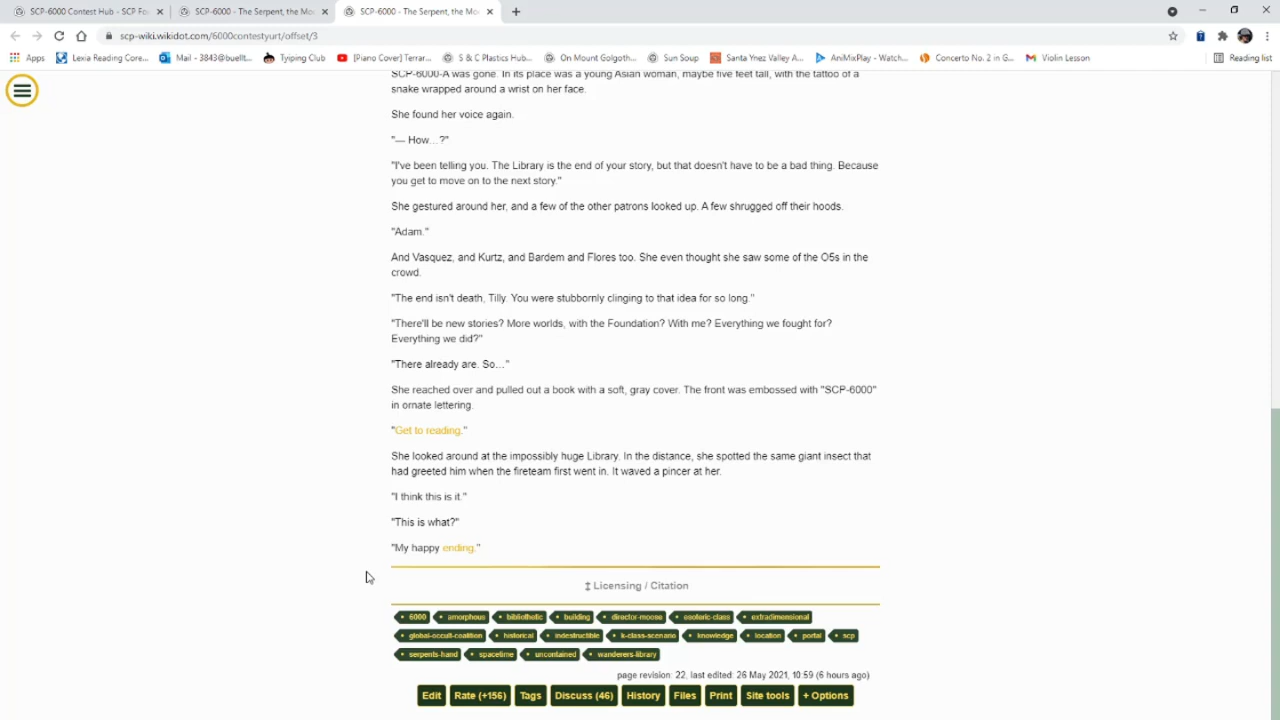 SCP-6000 Contest Hub - SCP Fo
SCP-6000 - The Serpent, the Mo
SCP-6000 - The Serpent, the Mo
scp-wiki.wikidot.com/6000contestyurt/offset/3
Apps
Lexia Reading Core...
Mail - 3843@buellt...
Tyiping Club
[Piano Cover] Terrar...
S & C Plastics Hub...
On Mount Golgoth...
Sun Soup
Santa Ynez Valley A...
AniMixPlay - Watch...
Concerto No. 2 in G...
Violin Lesson
Reading list
SCP-6000-A was gone. In its place was a young Asian woman, maybe five feet tall, with the tattoo of a
snake wrapped around a wrist on her face.
She found her voice again.
"— How…?"
"I've been telling you. The Library is the end of your story, but that doesn't have to be a bad thing. Because
you get to move on to the next story."
She gestured around her, and a few of the other patrons looked up. A few shrugged off their hoods.
"Adam."
And Vasquez, and Kurtz, and Bardem and Flores too. She even thought she saw some of the O5s in the
crowd.
"The end isn't death, Tilly. You were stubbornly clinging to that idea for so long."
"There'll be new stories? More worlds, with the Foundation? With me? Everything we fought for?
Everything we did?"
"There already are. So…"
She reached over and pulled out a book with a soft, gray cover. The front was embossed with "SCP-6000"
in ornate lettering.
"Get to reading."
She looked around at the impossibly huge Library. In the distance, she spotted the same giant insect that
had greeted him when the fireteam first went in. It waved a pincer at her.
"I think this is it."
"This is what?"
"My happy ending."
Licensing / Citation
6000 amorphous bibliothetic building director-moose esoteric-class extradimensional
global-occult-coalition historical indestructible k-class-scenario knowledge location portal scp
serpents-hand spacetime uncontained wanderers-library
page revision: 22, last edited: 26 May 2021, 10:59 (6 hours ago)
Edit
Rate (+156)
Tags
Discuss (46)
History
Files
Print
Site tools
+ Options